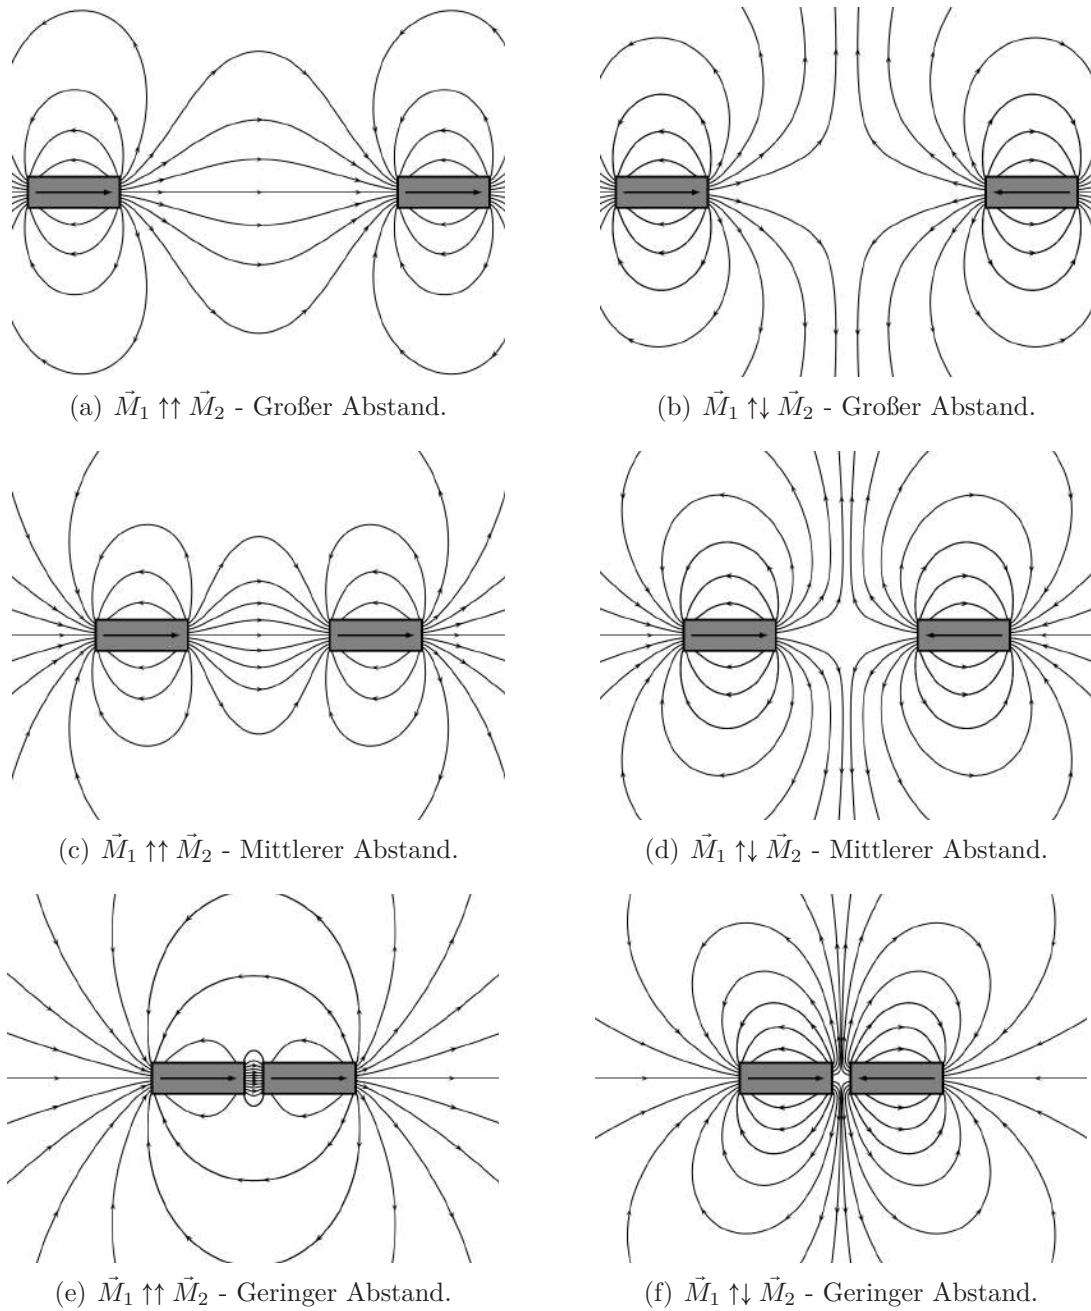 (a) $\vec{M}_1 \uparrow\uparrow \vec{M}_2$ - Großer Abstand.
(b) $\vec{M}_1 \uparrow\downarrow \vec{M}_2$ - Großer Abstand.
(c) $\vec{M}_1 \uparrow\uparrow \vec{M}_2$ - Mittlerer Abstand.
(d) $\vec{M}_1 \uparrow\downarrow \vec{M}_2$ - Mittlerer Abstand.
(e) $\vec{M}_1 \uparrow\uparrow \vec{M}_2$ - Geringer Abstand.
(f) $\vec{M}_1 \uparrow\downarrow \vec{M}_2$ - Geringer Abstand.